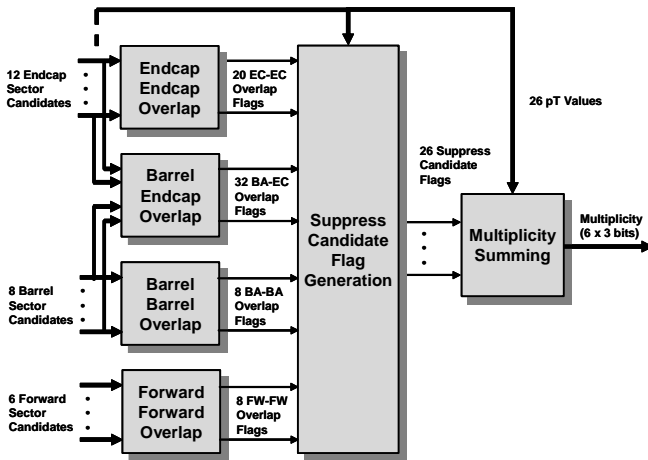 12 Endcap
Sector
Candidates
Endcap
Endcap
Overlap
20 EC-EC
Overlap
Flags
26 pT Values
Barrel
Endcap
Overlap
32 BA-EC
Overlap
Flags
Suppress
Candidate
Flag
Generation
26 Suppress
Candidate
Flags
Multiplicity
Summing
Multiplicity
(6 x 3 bits)
8 Barrel
Sector
Candidates
Barrel
Barrel
Overlap
8 BA-BA
Overlap
Flags
6 Forward
Sector
Candidates
Forward
Forward
Overlap
8 FW-FW
Overlap
Flags